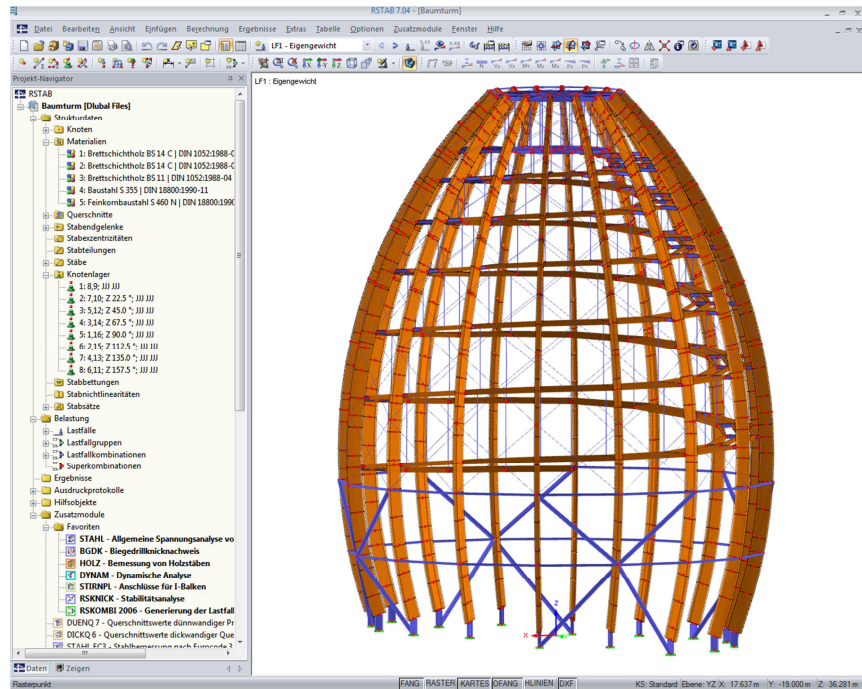 RSTAB 7.04 - [Baumturm]
Datei Bearbeiten Ansicht Einfügen Berechnung Ergebnisse Extras Tabelle Optionen Zusatzmodule Fenster Hilfe
LF1 - Eigengewicht
Projekt-Navigator
LF1 : Eigengewicht
RSTAB
Baumturm [Dlubal Files]
Strukturdaten
Knoten
Materialien
1: Brettschichtholz BS 14 C | DIN 1052:1988-0
2: Brettschichtholz BS 14 C | DIN 1052:1988-0
3: Brettschichtholz BS 11 | DIN 1052:1988-04
4: Baustahl S 355 | DIN 18800:1990-11
5: Feinkornbaustahl S 460 N | DIN 18800:1990
Querschnitte
Stabendgelenke
Stabexzentrizitäten
Stabteilungen
Stäbe
Knotenlager
1: 8,9; JJJ JJJ
2: 7,10; Z 22.5 °; JJJ JJJ
3: 5,12; Z 45.0 °; JJJ JJJ
4: 3,14; Z 67.5 °; JJJ JJJ
5: 1,16; Z 90.0 °; JJJ JJJ
6: 2,15; Z 112.5 °; JJJ JJJ
7: 4,13; Z 135.0 °; JJJ JJJ
8: 6,11; Z 157.5 °; JJJ JJJ
Stabbettungen
Stabnichtlinearitäten
Stabsätze
Belastung
Lastfälle
Lastfallgruppen
Lastfallkombinationen
Superkombinationen
Ergebnisse
Ausdruckprotokolle
Hilfsobjekte
Zusatzmodule
Favoriten
STAHL - Allgemeine Spannungsanalyse vo
BGDK - Biegedrillknicknachweis
HOLZ - Bemessung von Holzstäben
DYNAM - Dynamische Analyse
STIRNPL - Anschlüsse für I-Balken
RSKNICK - Stabilitätsanalyse
RSKOMBI 2006 - Generierung der Lastfall
DUENQ 7 - Querschnittswerte dünnwandiger Pr
DICKQ 6 - Querschnittswerte dickwandiger Que
STAHL EC3 - Stahlbemessung nach Eurocode 3
Z
X
Daten Zeigen
Rasterpunkt
FANG RASTER KARTES OFANG HLINIEN DXF KS: Standard Ebene: YZ X: 17.637 m Y: -19.000 m Z: 36.281 m